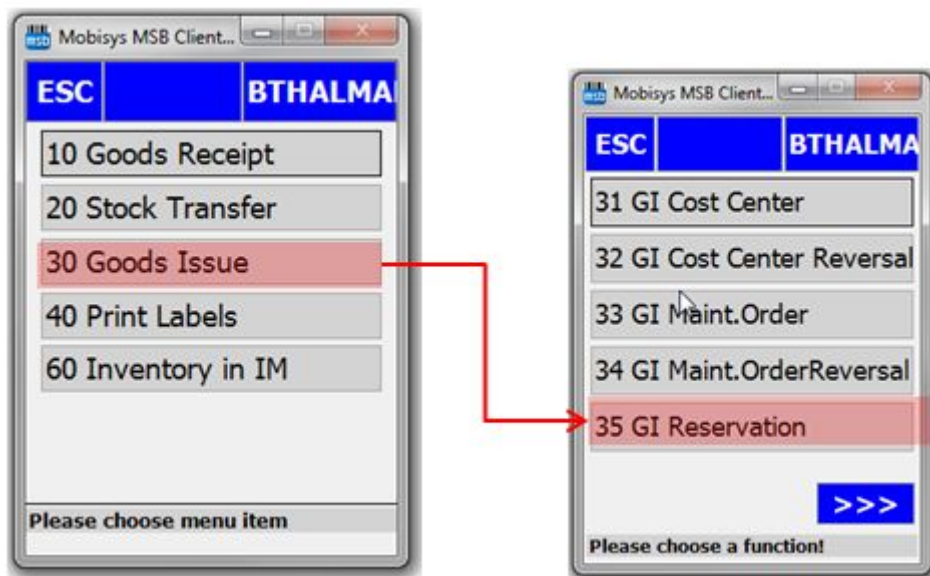 Mobisys MSB Client...
ESC BTHALMA
10 Goods Receipt
20 Stock Transfer
30 Goods Issue
40 Print Labels
60 Inventory in IM
Please choose menu item
Mobisys MSB Client...
ESC BTHALMA
31 GI Cost Center
32 GI Cost Center Reversal
33 GI Maint.Order
34 GI Maint.OrderReversal
35 GI Reservation
>>>
Please choose a function!